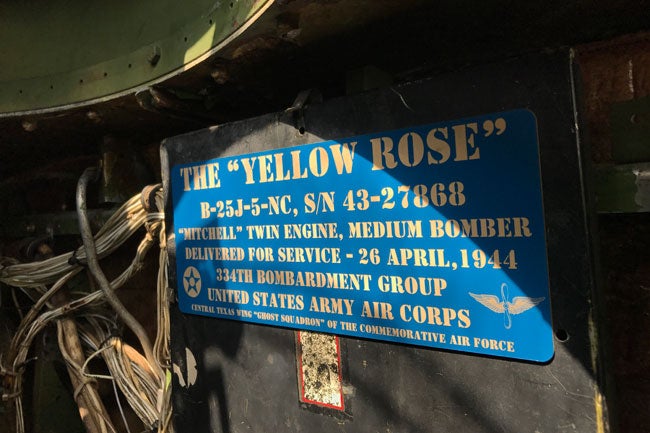 THE "YELLOW ROSE"
B-25J-5-NC, S/N 43-27868
"MITCHELL" TWIN ENGINE, MEDIUM BOMBER
DELIVERED FOR SERVICE - 26 APRIL, 1944
334TH BOMBARDMENT GROUP
UNITED STATES ARMY AIR CORPS
CENTRAL TEXAS WING "GHOST SQUADRON" OF THE COMMEMORATIVE AIR FORCE